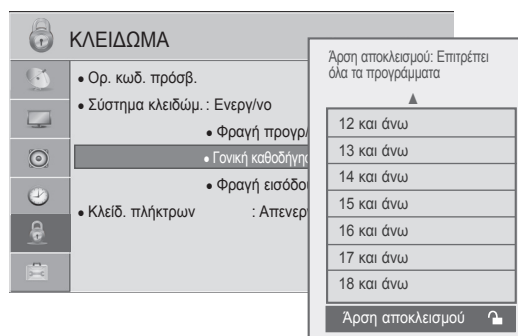 ΚΛΕΙΔΩΜΑ
• Ορ. κωδ. πρόσβ.
• Σύστημα κλειδώμ. : Ενεργ/νο
• Φραγή προγρ/
• Γονική καθοδήγησ
• Φραγή εισόδου
• Κλείδ. πλήκτρων : Απενεργ
Άρση αποκλεισμού: Επιτρέπει
όλα τα προγράμματα
12 και άνω
13 και άνω
14 και άνω
15 και άνω
16 και άνω
17 και άνω
18 και άνω
Άρση αποκλεισμού